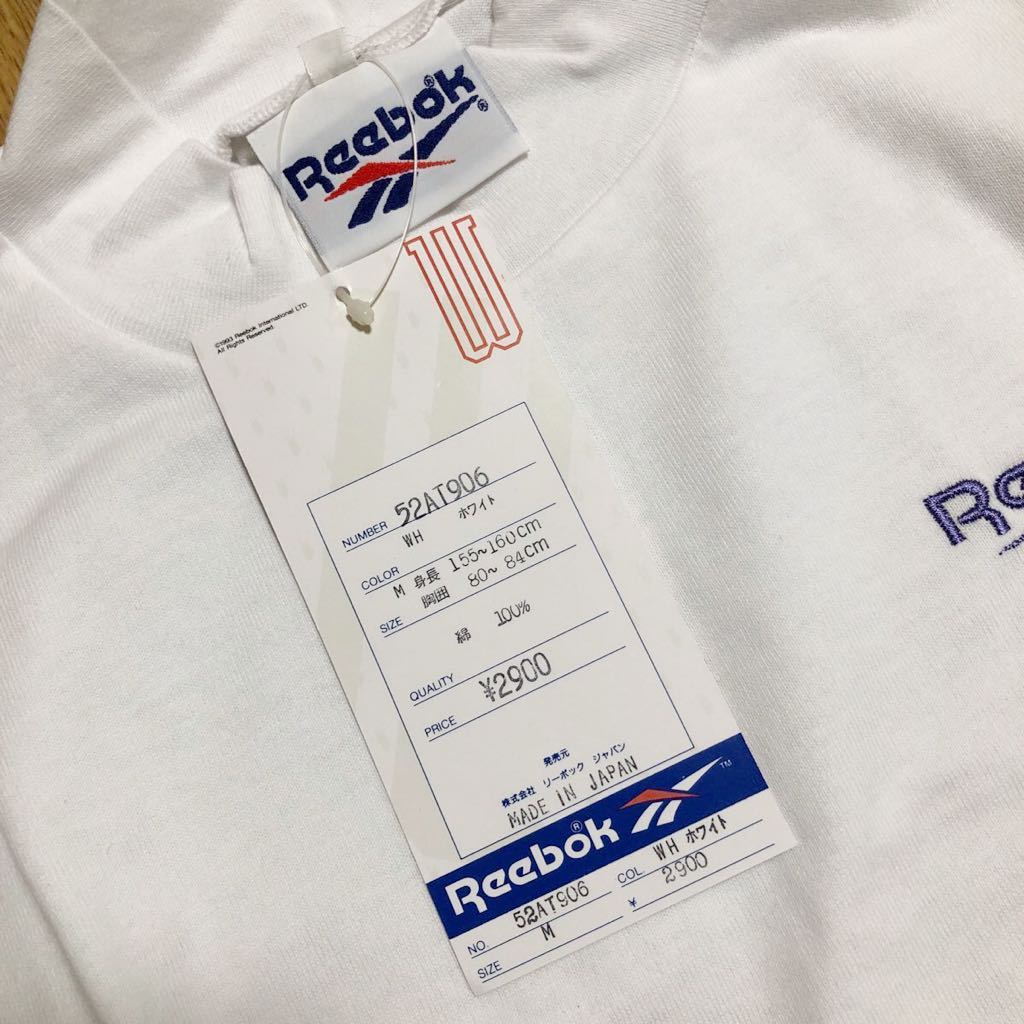 Reebok®
®
W
©1993 Reebok International LTD.
All Rights Reserved.
NUMBER 52AT906
COLOR WH ホワイト
SIZE M 身長 155~160cm
胸囲 80~ 84cm
QUALITY 綿 100%
PRICE ¥2900
発売元
株式会社 リーボック ジャパン
MADE IN JAPAN
Reebok® TM
NO. 52AT906 COL. WH ホワイト
SIZE M ¥ 2900
Re